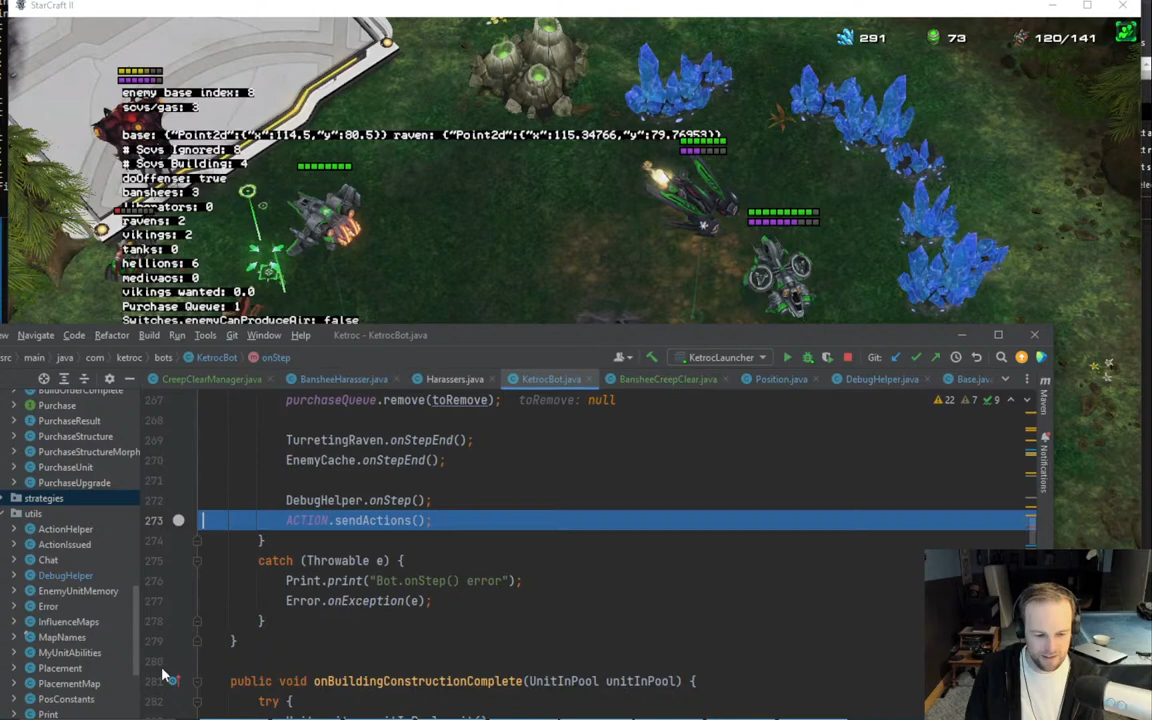 StarCraft II
291 73 120/141
enemy base index: 8
scvs/gas: 3
base: {"Point2d":{"x":114.5,"y":80.5}} raven: {"Point2d":{"x":115.34766,"y":79.76953}}
# Scvs Ignored: 8
# Scvs Building: 4
doOffense: true
banshees: 3
liberators: 0
ravens: 2
vikings: 2
tanks: 0
hellions: 6
medivacs: 0
vikings wanted: 0.0
Purchase Queue: 1
Switches.enemyCanProduceAir: false
Navigate Code Refactor Build Run Tools Git Window Help Ketroc - KetrocBot.java
src main java com ketroc bots KetrocBot onStep KetrocLauncher Git:
CreepClearManager.java BansheeHarasser.java Harassers.java KetrocBot.java BansheeCreepClear.java Position.java DebugHelper.java Base.java
Purchase
PurchaseResult
PurchaseStructure
PurchaseStructureMorph
PurchaseUnit
PurchaseUpgrade
strategies
utils
ActionHelper
ActionIssued
Chat
DebugHelper
EnemyUnitMemory
Error
InfluenceMaps
MapNames
MyUnitAbilities
Placement
PlacementMap
PosConstants
Print
267 purchaseQueue.remove(toRemove); toRemove: null
22 7 9
268
269 TurretingRaven.onStepEnd();
270 EnemyCache.onStepEnd();
271
272 DebugHelper.onStep();
273 ACTION.sendActions();
274 }
275 catch (Throwable e) {
276 Print.print("Bot.onStep() error");
277 Error.onException(e);
278 }
279 }
280
281 public void onBuildingConstructionComplete(UnitInPool unitInPool) {
282 try {
Maven
Notifications